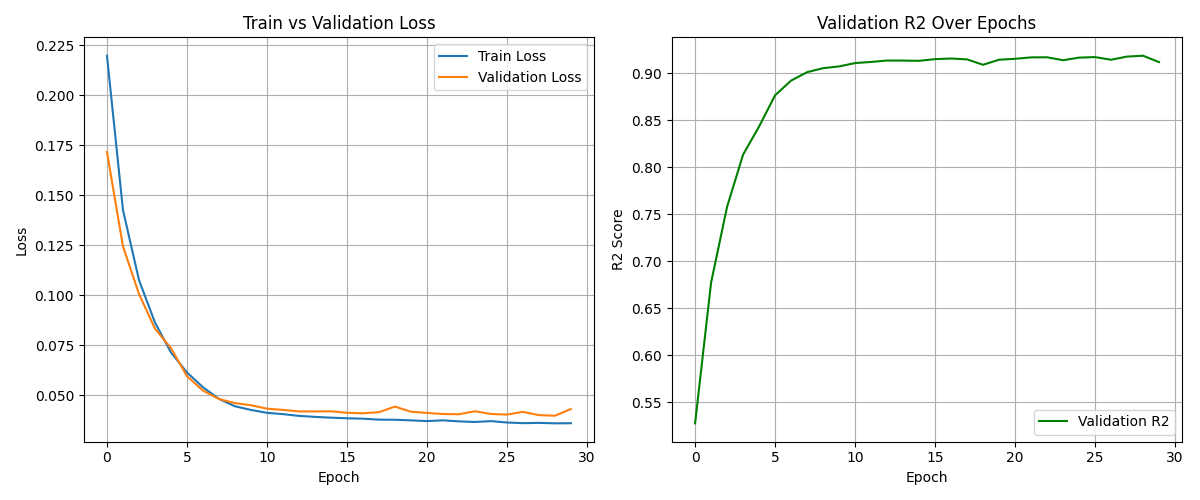 Train vs Validation Loss
Loss
0.225
0.200
0.175
0.150
0.125
0.100
0.075
0.050
Train Loss
Validation Loss
0 5 10 15 20 25 30
Epoch
Validation R2 Over Epochs
R2 Score
0.90
0.85
0.80
0.75
0.70
0.65
0.60
0.55
Validation R2
0 5 10 15 20 25 30
Epoch